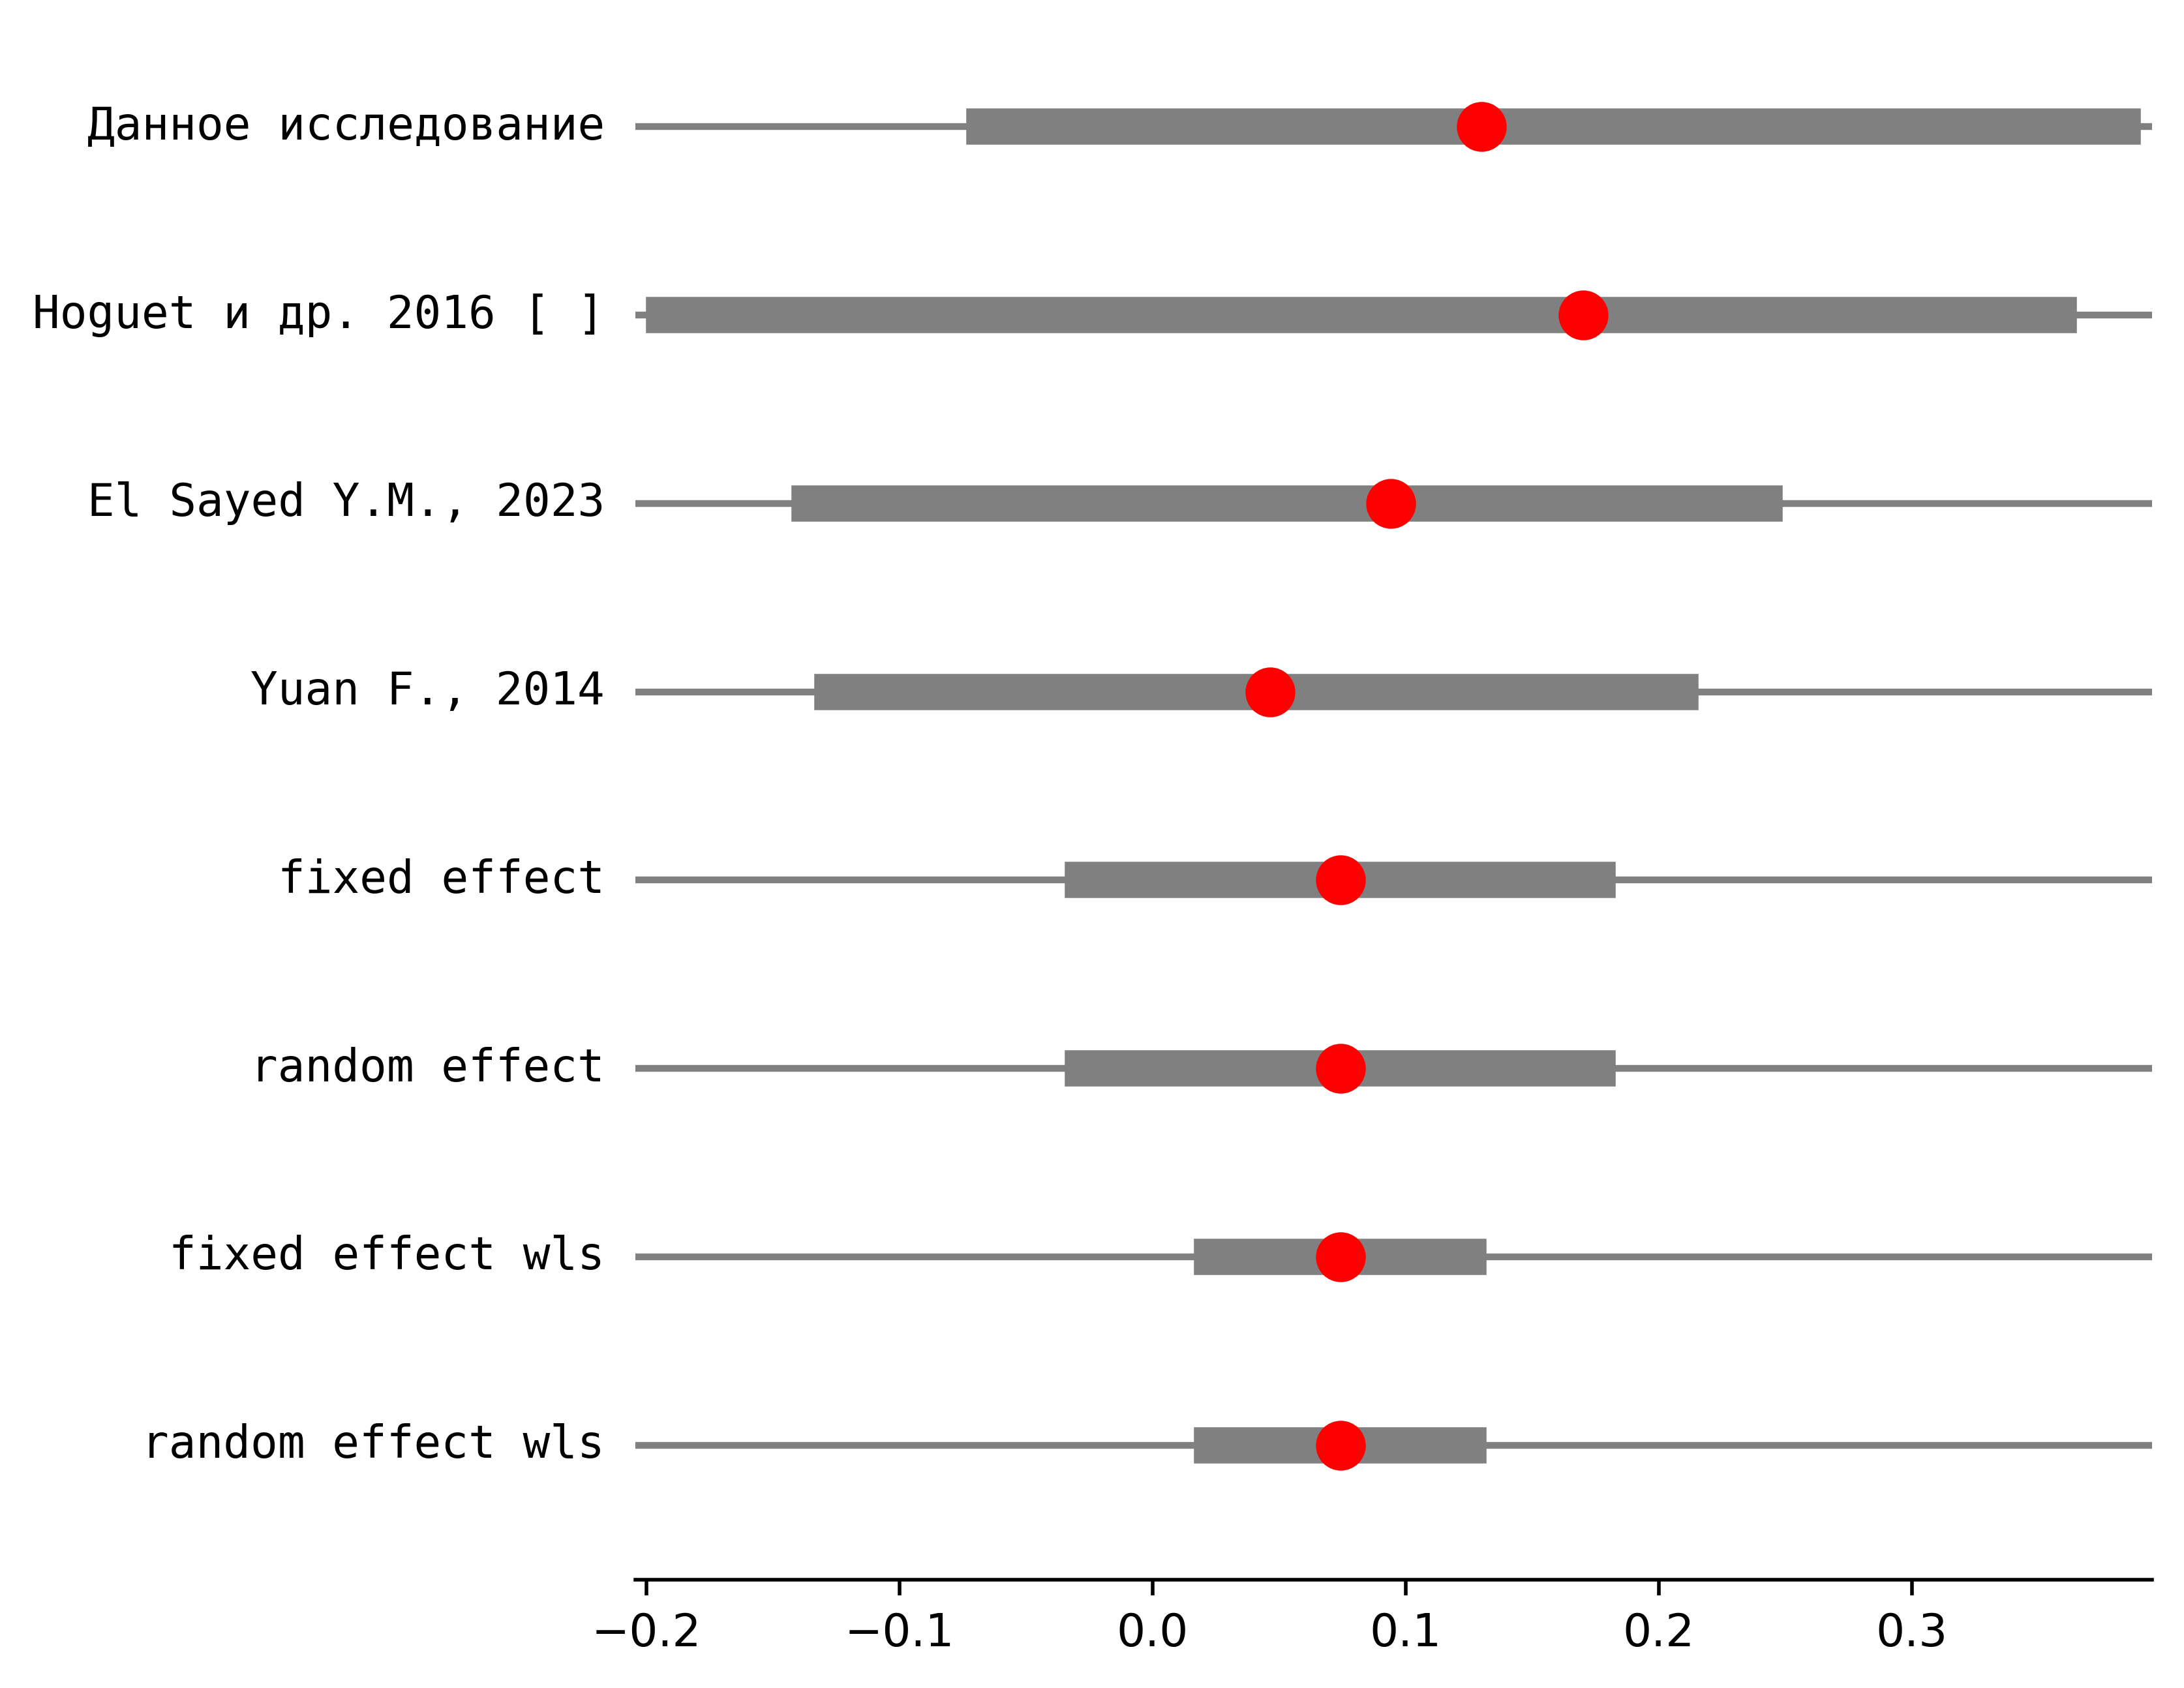 Данное исследование
Hoguet и др. 2016 [ ]
El Sayed Y.M., 2023
Yuan F., 2014
fixed effect
random effect
fixed effect wls
random effect wls
−0.2 −0.1 0.0 0.1 0.2 0.3